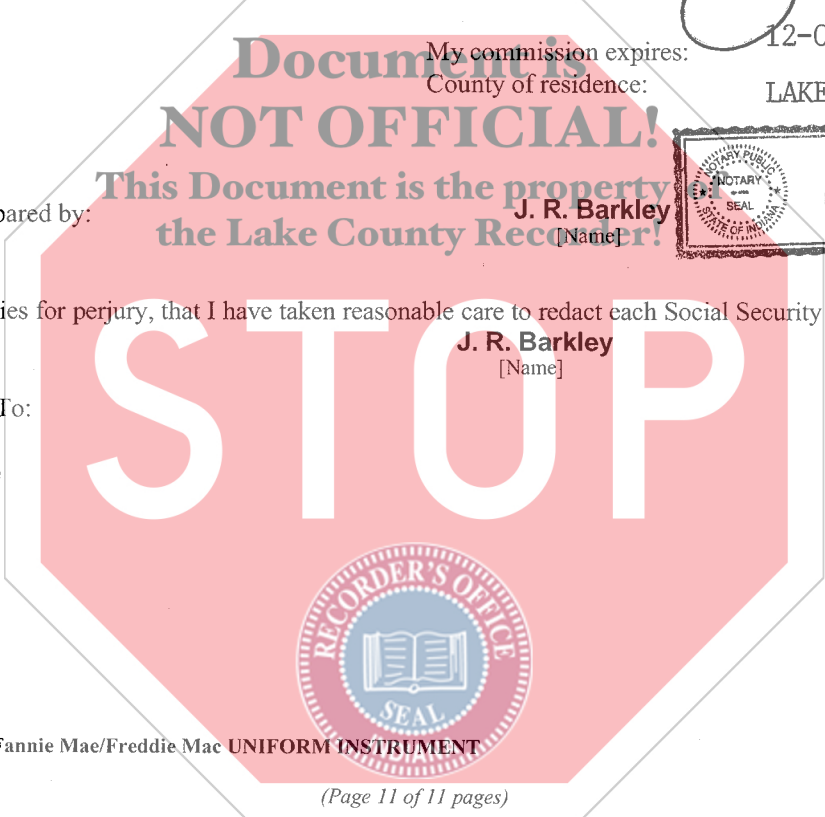 My commission expires: 12-0
County of residence: LAKE
Document is
NOT OFFICIAL!
This Document is the property of
the Lake County Recorder!
NOTARY PUBLIC
NOTARY
SEAL
STATE OF INDIANA
pared by:
J. R. Barkley
[Name]
ies for perjury, that I have taken reasonable care to redact each Social Security
J. R. Barkley
[Name]
To:
STOP
RECORDER'S OFFICE
SEAL
INDIANA
Fannie Mae/Freddie Mac UNIFORM INSTRUMENT
(Page 11 of 11 pages)